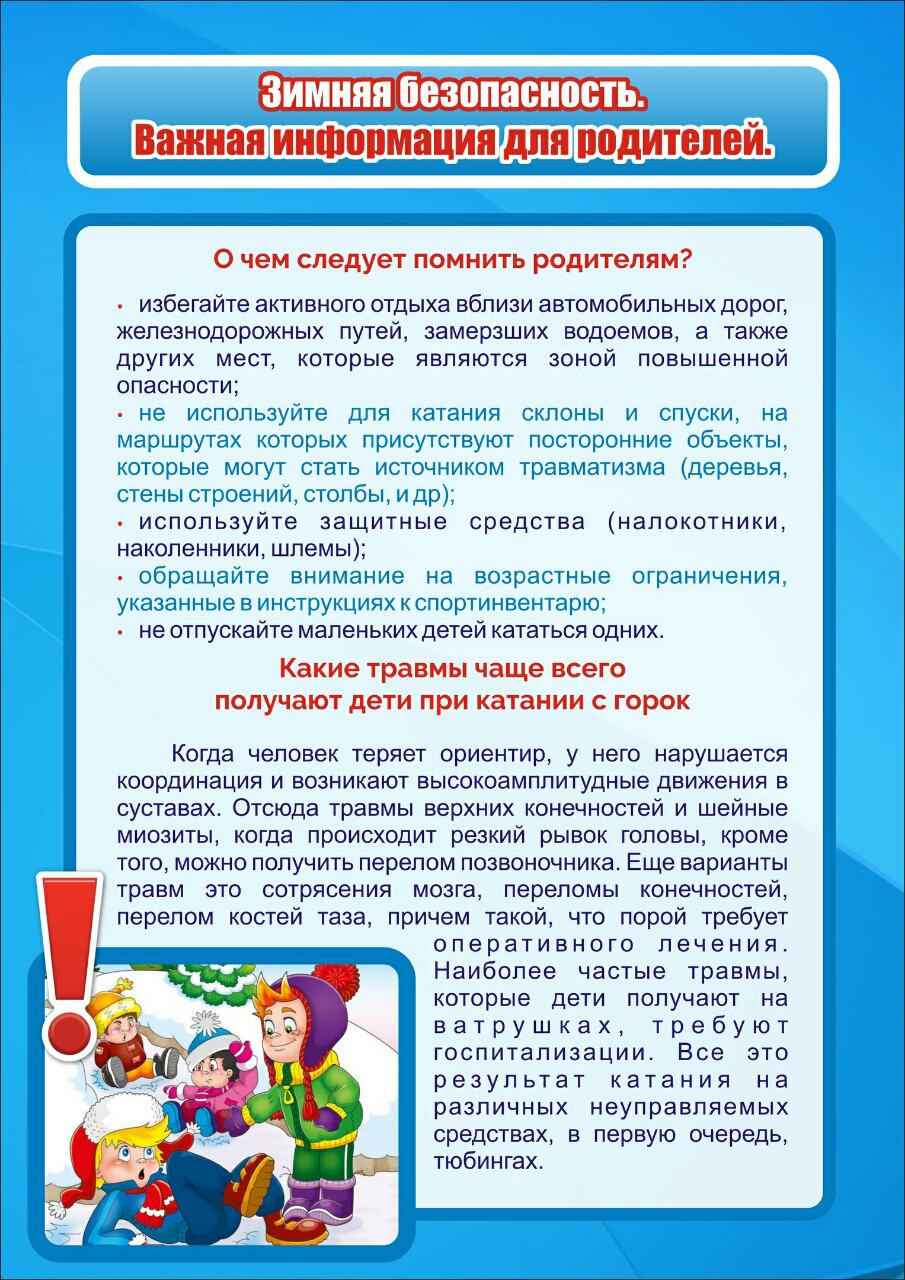 Зимняя безопасность.
Важная информация для родителей.
О чем следует помнить родителям?
• избегайте активного отдыха вблизи автомобильных дорог,
железнодорожных путей, замерзших водоемов, а также
других мест, которые являются зоной повышенной
опасности;
• не используйте для катания склоны и спуски, на
маршрутах которых присутствуют посторонние объекты,
которые могут стать источником травматизма (деревья,
стены строений, столбы, и др);
• используйте защитные средства (налокотники,
наколенники, шлемы);
• обращайте внимание на возрастные ограничения,
указанные в инструкциях к спортинвентарю;
• не отпускайте маленьких детей кататься одних.
Какие травмы чаще всего
получают дети при катании с горок
Когда человек теряет ориентир, у него нарушается
координация и возникают высокоамплитудные движения в
суставах. Отсюда травмы верхних конечностей и шейные
миозиты, когда происходит резкий рывок головы, кроме
того, можно получить перелом позвоночника. Еще варианты
травм это сотрясения мозга, переломы конечностей,
перелом костей таза, причем такой, что порой требует
оперативного лечения.
Наиболее частые травмы,
которые дети получают на
ватрушках, требуют
госпитализации. Все это
результат катания на
различных неуправляемых
средствах, в первую очередь,
тюбингах.